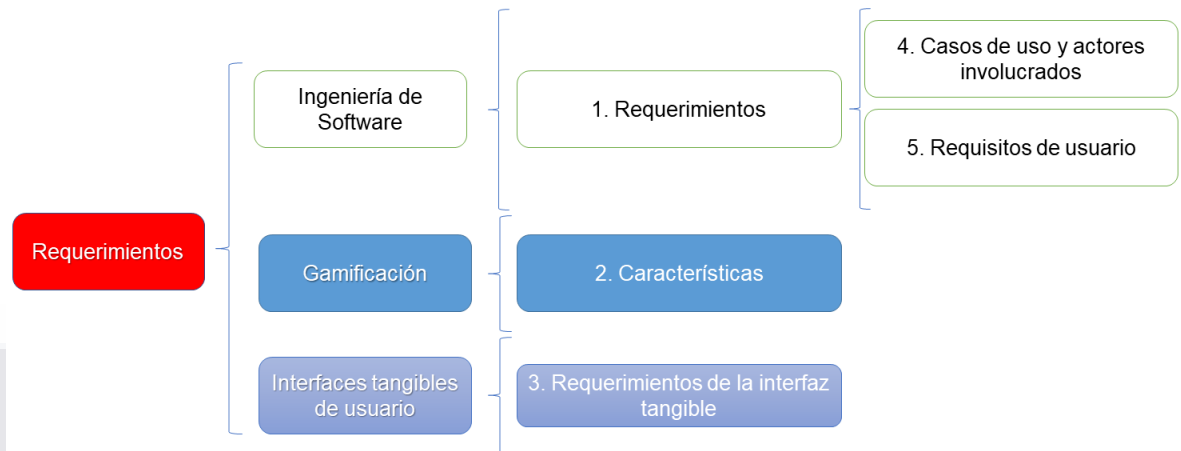 Requerimientos
Ingeniería de
Software
1. Requerimientos
4. Casos de uso y actores
involucrados
5. Requisitos de usuario
Gamificación
2. Características
Interfaces tangibles
de usuario
3. Requerimientos de la interfaz
tangible